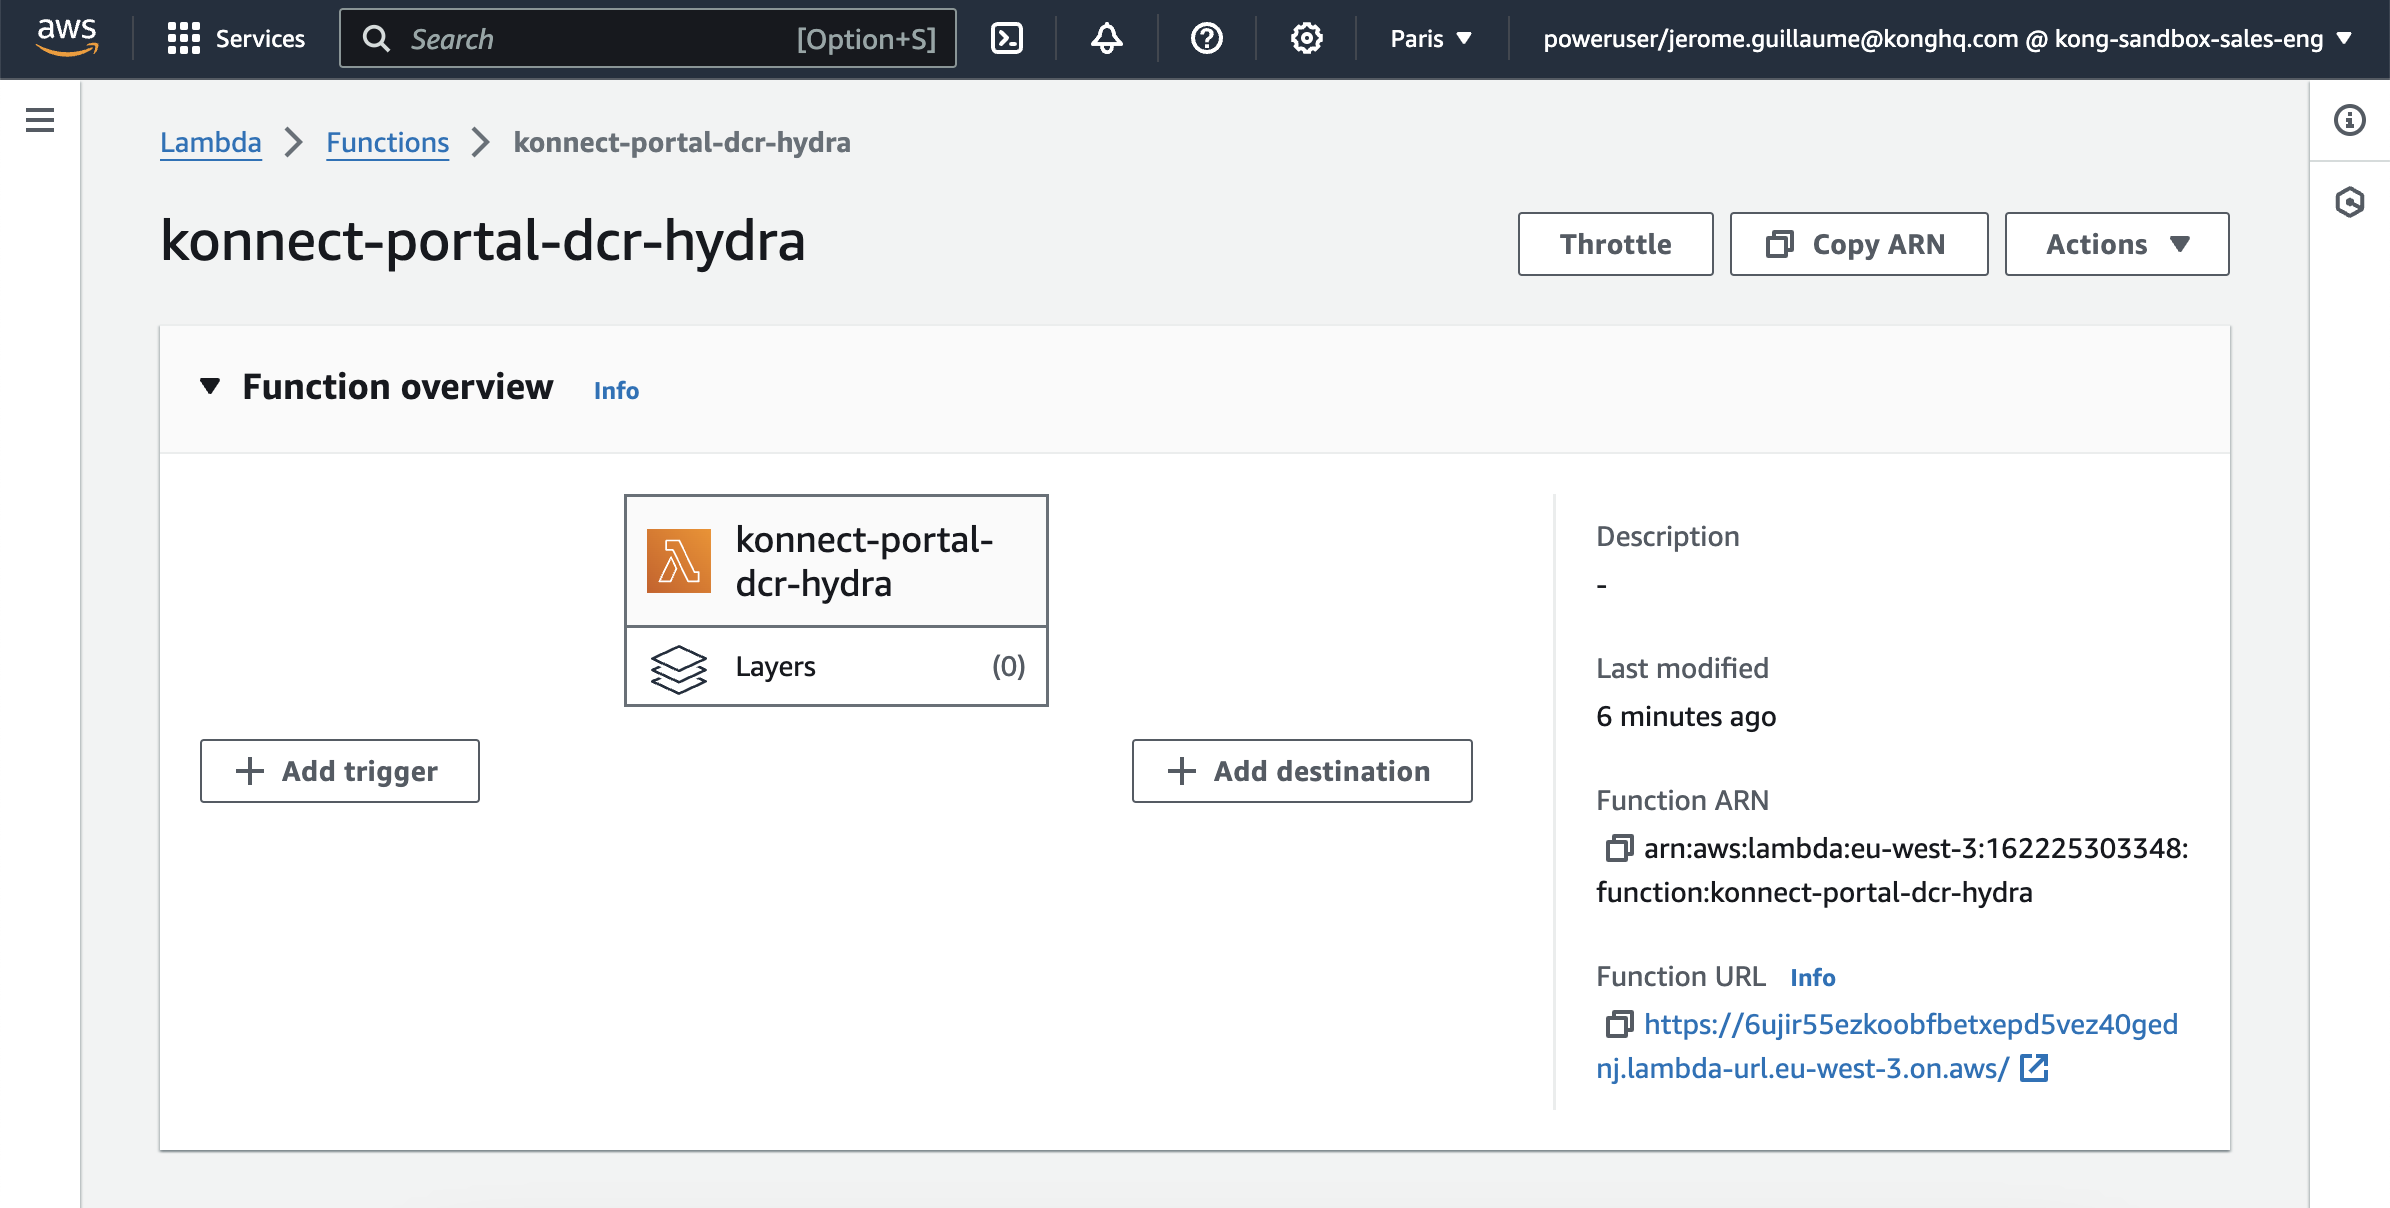 aws Services Search [Option+S] Paris poweruser/jerome.guillaume@konghq.com @ kong-sandbox-sales-eng
Lambda Functions konnect-portal-dcr-hydra
konnect-portal-dcr-hydra
Throttle Copy ARN Actions
Function overview Info
konnect-portal-
dcr-hydra
Layers (0)
Add trigger
Add destination
Description
-
Last modified
6 minutes ago
Function ARN
arn:aws:lambda:eu-west-3:162225303348:
function:konnect-portal-dcr-hydra
Function URL Info
https://6ujir55ezkoobfbetxepd5vez40ged
nj.lambda-url.eu-west-3.on.aws/